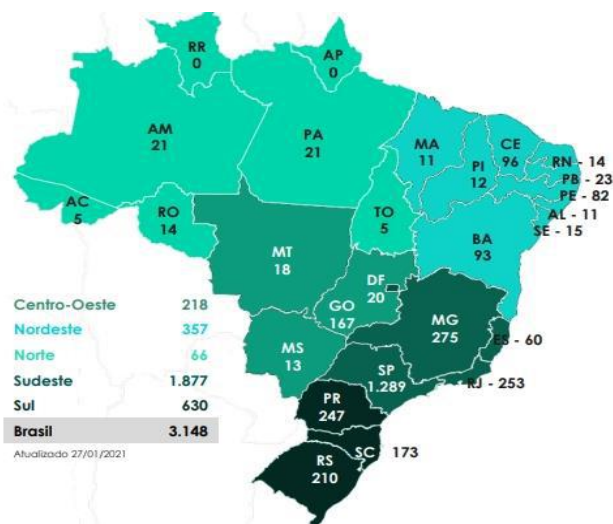 RR
0
AP
0
AM
21
PA
21
MA
11
CE
96
PI
12
RN - 14
PB - 23
PE - 82
AL - 11
SE - 15
AC
5
RO
14
TO
5
BA
93
MT
18
DF
20
GO
167
MG
275
ES - 60
MS
13
SP
1.289
RJ - 253
PR
247
SC 173
RS
210
Centro-Oeste 218
Nordeste 357
Norte 66
Sudeste 1.877
Sul 630
Brasil 3.148
Atualizado 27/01/2021